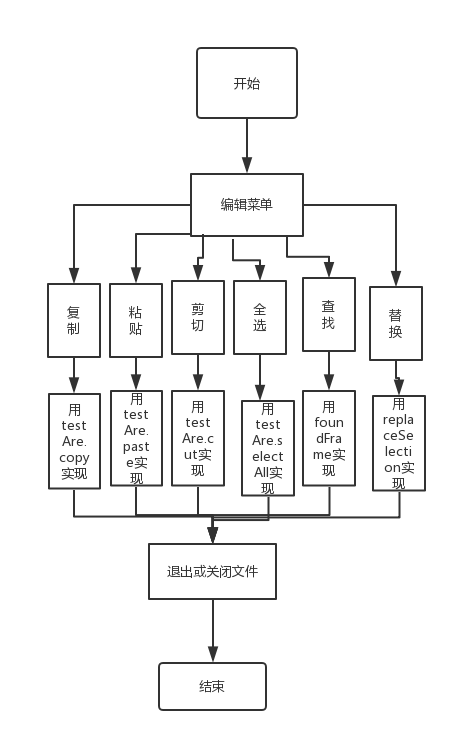 开始
编辑菜单
复
制
粘
贴
剪
切
全
选
查
找
替
换
用
test
Are.
copy
实现
用
test
Are.
past
e实
现
用
test
Are.c
ut实
现
用
test
Are.s
elect
All实
现
用
foun
dFra
me实
现
用
repla
ceSe
lecti
on实
现
退出或关闭文件
结束